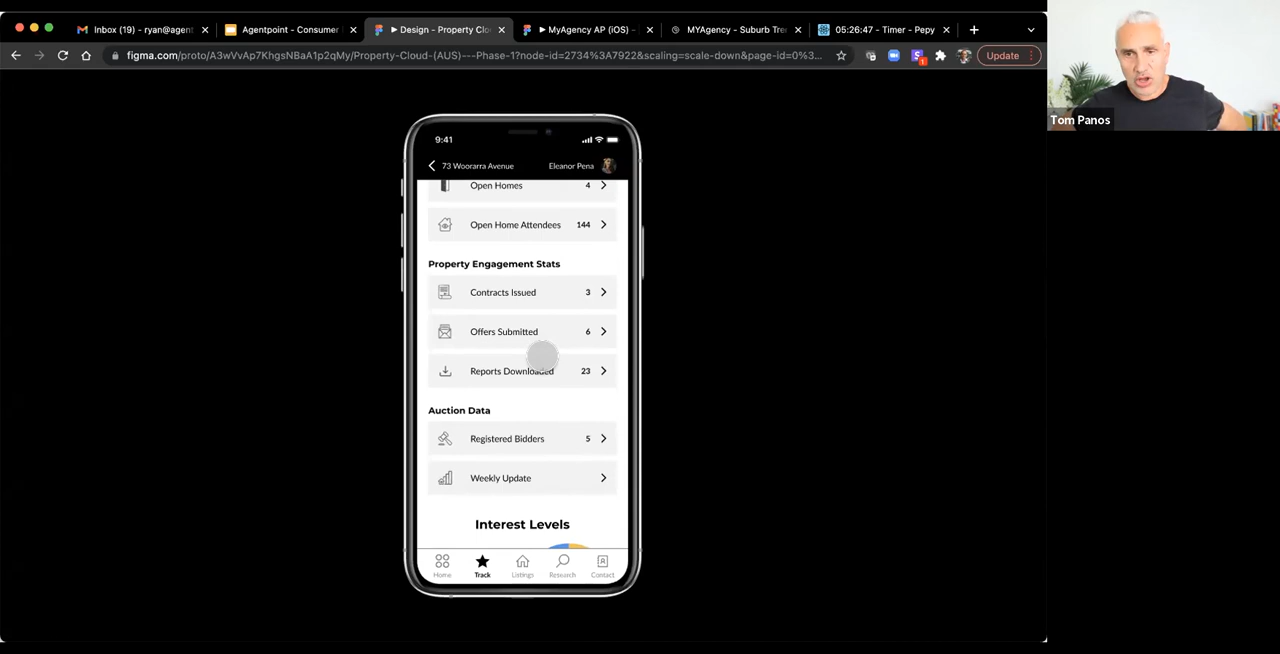 Inbox (19) - ryan@agent
Agentpoint - Consumer
Design - Property Clo
MyAgency AP (iOS) -
MYAgency - Suburb Tre
05:26:47 - Timer - Pepy
figma.com/proto/A3wVvAp7KhgsNBaA1p2qMy/Property-Cloud-(AUS)---Phase-1?node-id=2734%3A7922&scaling=scale-down&page-id=0%3...
Update
Tom Panos
9:41
73 Woorarra Avenue
Eleanor Pena
Open Homes 4
Open Home Attendees 144
Property Engagement Stats
Contracts Issued 3
Offers Submitted 6
Reports Downloaded 23
Auction Data
Registered Bidders 5
Weekly Update
Interest Levels
Home Track Listings Research Contact